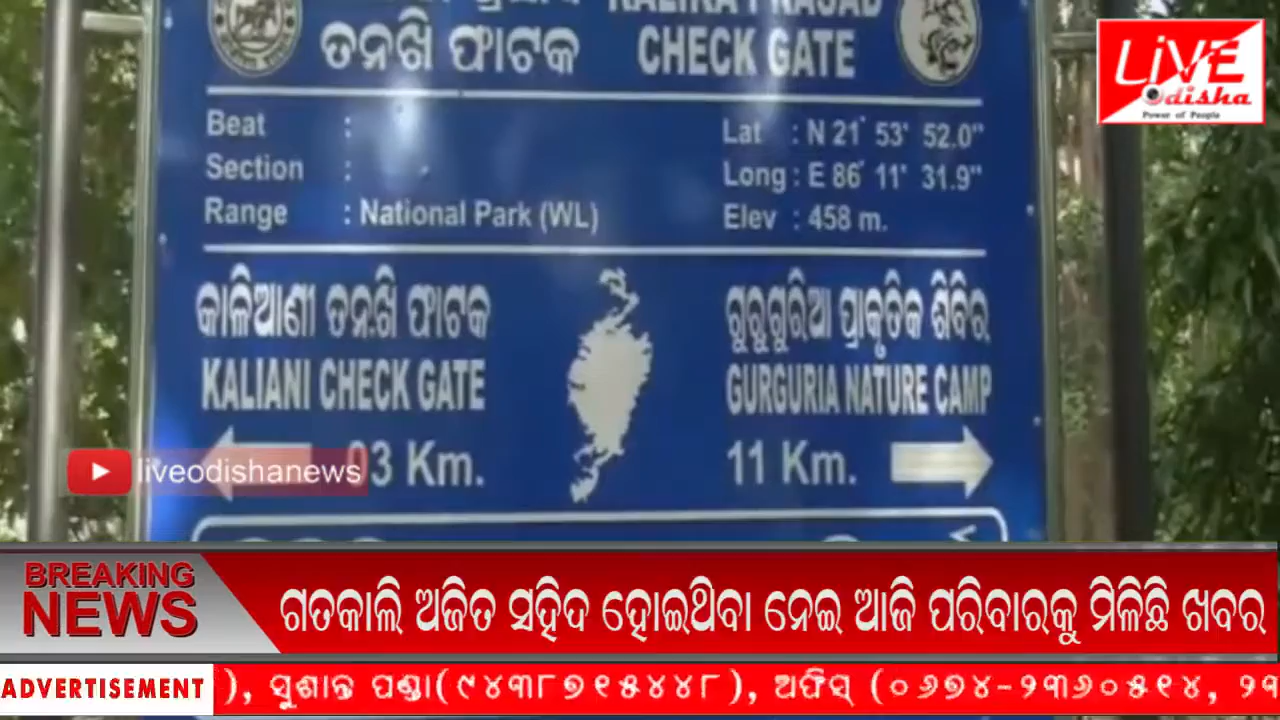 KALIKA PRASAD
ତନଖି ଫାଟକ
CHECK GATE
Beat :
Section :
Range : National Park (WL)
Lat : N 21° 53' 52.0"
Long : E 86° 11' 31.9"
Elev : 458 m.
କାଳିଆଣୀ ତନଖି ଫାଟକ
KALIANI CHECK GATE
03 Km.
ଗୁରୁଗୁରିଆ ପ୍ରାକୃତିକ ଶିବିର
GURGURIA NATURE CAMP
11 Km.
LiVE
Odisha
Power of People
liveodishanews
BREAKING
NEWS
ଗତକାଲି ଅଜିତ ସହିଦ ହୋଇଥିବା ନେଇ ଆଜି ପରିବାରକୁ ମିଳିଛି ଖବର
ADVERTISEMENT
), ସୁଶାନ୍ତ ପଣ୍ଡା(୯୪୩୮୭୧୫୪୪୮), ଅଫିସ୍ (୦୬୭୪-୨୩୬୦୫୧୪, ୨୩